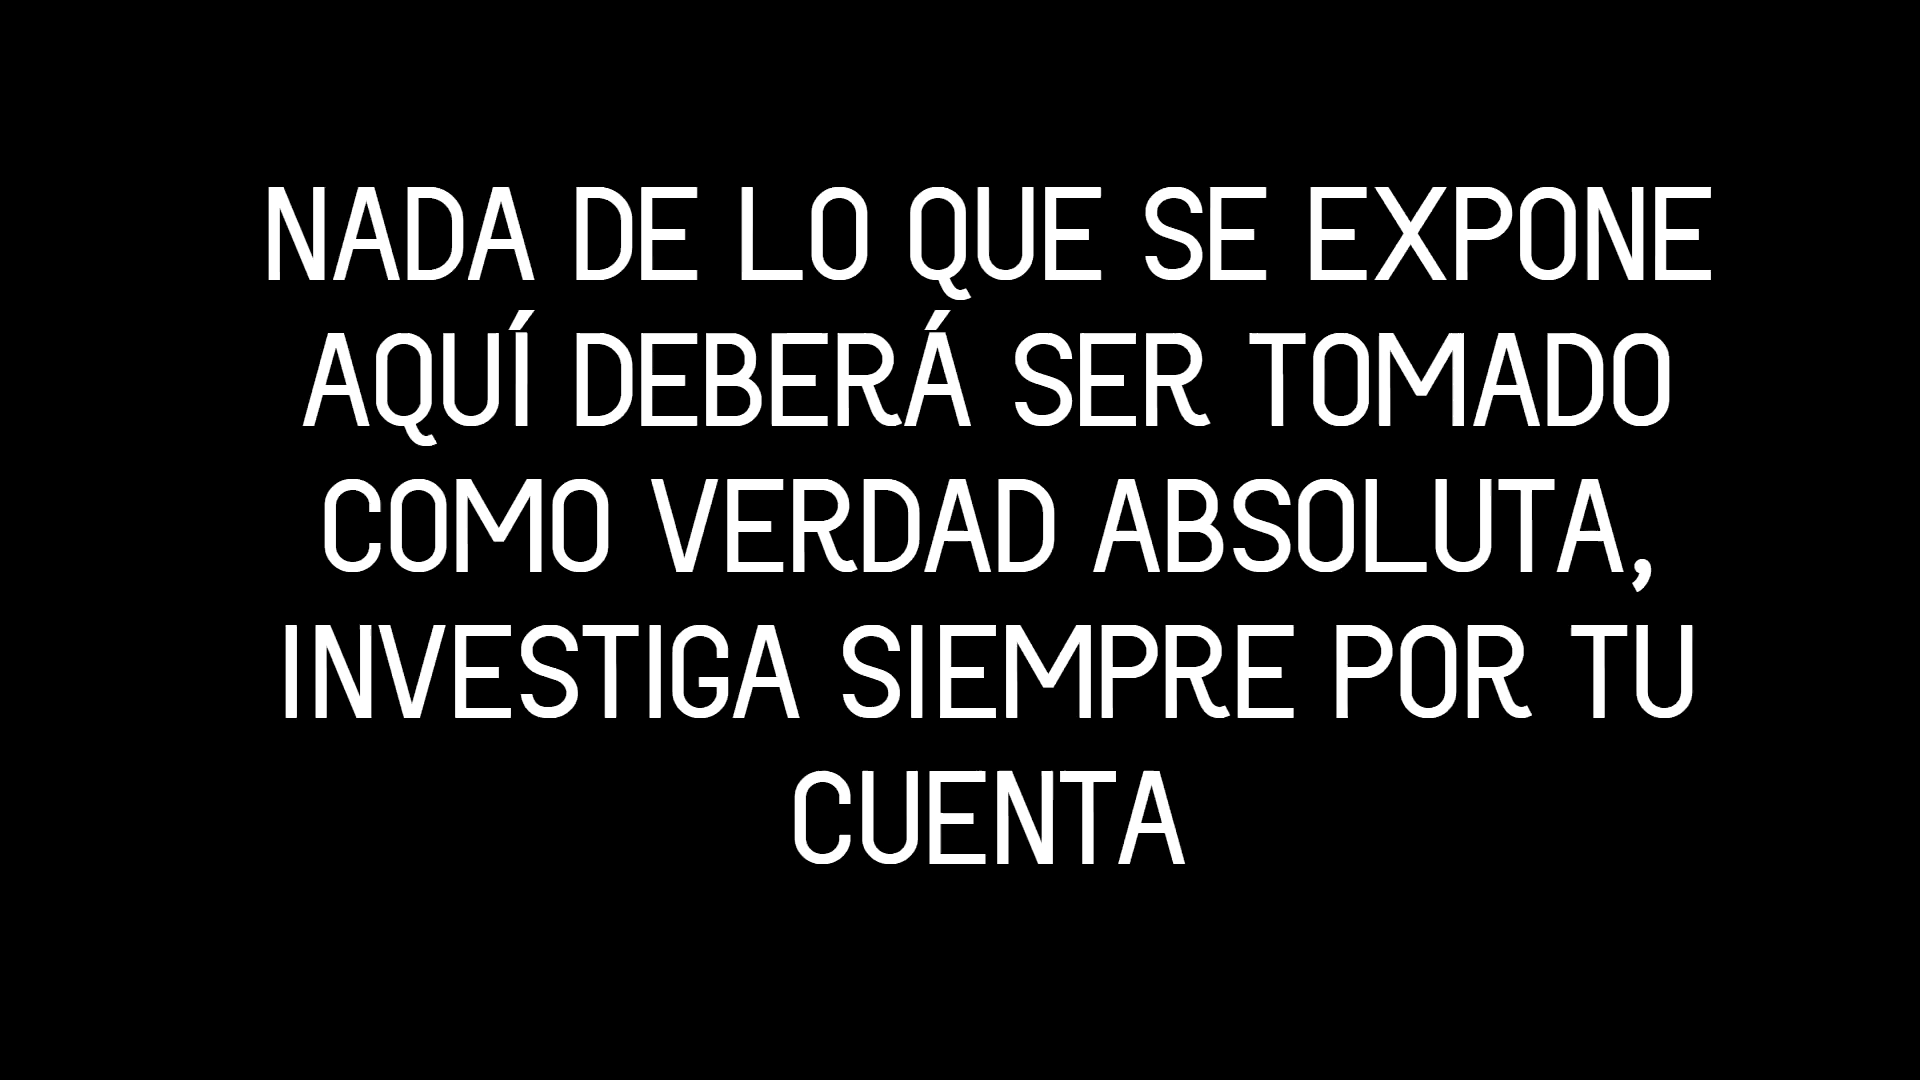 NADA DE LO QUE SE EXPONE
AQUÍ DEBERÁ SER TOMADO
COMO VERDAD ABSOLUTA,
INVESTIGA SIEMPRE POR TU
CUENTA